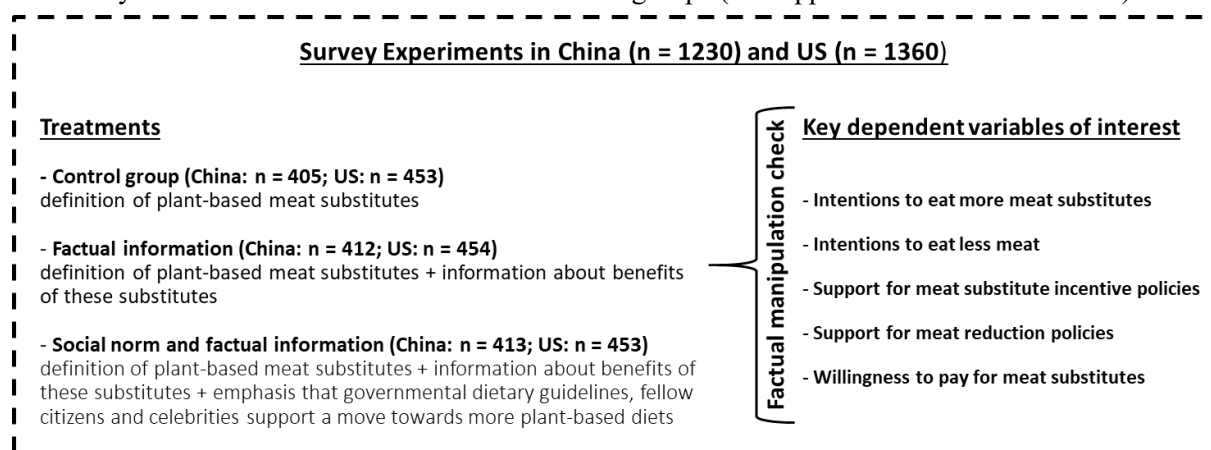 Survey Experiments in China (n = 1230) and US (n = 1360)
Treatments
- Control group (China: n = 405; US: n = 453)
definition of plant-based meat substitutes
- Factual information (China: n = 412; US: n = 454)
definition of plant-based meat substitutes + information about benefits
of these substitutes
- Social norm and factual information (China: n = 413; US: n = 453)
definition of plant-based meat substitutes + information about benefits of
these substitutes + emphasis that governmental dietary guidelines, fellow
citizens and celebrities support a move towards more plant-based diets
Factual manipulation check
Key dependent variables of interest
- Intentions to eat more meat substitutes
- Intentions to eat less meat
- Support for meat substitute incentive policies
- Support for meat reduction policies
- Willingness to pay for meat substitutes